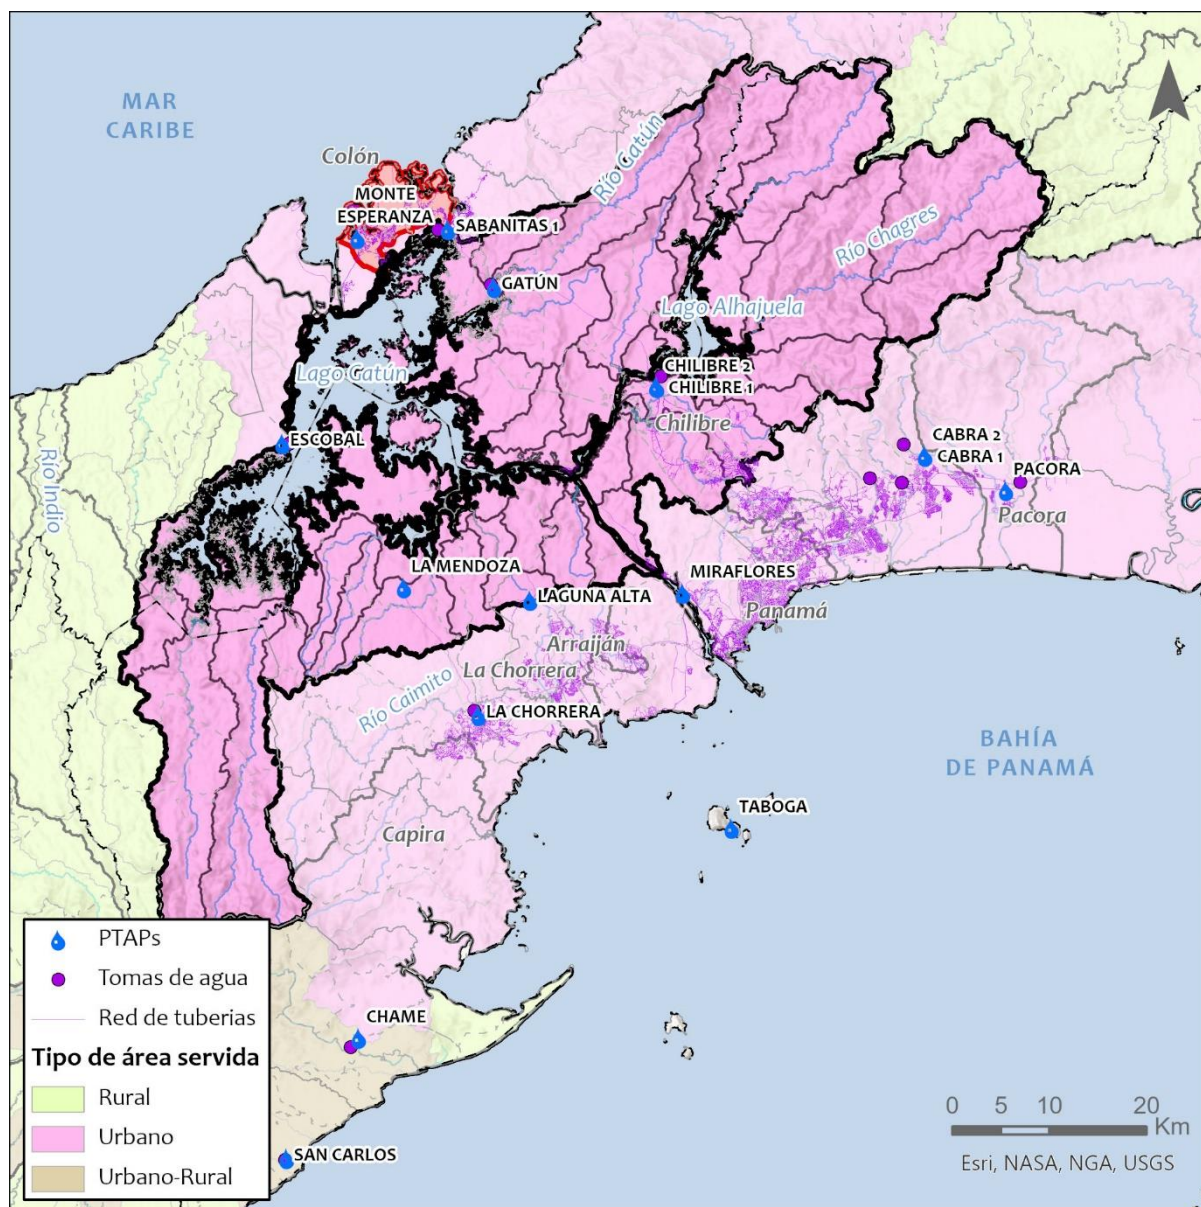 MAR
CARIBE
N
Colón
MONTE
ESPERANZA
SABANITAS 1
Río Gatún
Río Chagres
GATÚN
Lago Alhajuela
Lago Gatún
CHILIBRE 2
CHILIBRE 1
Chilibre
ESCOBAL
Río Indio
CABRA 2
CABRA 1
PACORA
Pacora
LA MENDOZA
LAGUNA ALTA
MIRAFLORES
Panamá
Arraiján
La Chorrera
Río Caimito
LA CHORRERA
BAHÍA
DE PANAMÁ
TABOGA
Capira
CHAME
SAN CARLOS
PTAPs
Tomas de agua
Red de tuberias
Tipo de área servida
Rural
Urbano
Urbano-Rural
0 5 10 20
Km
Esri, NASA, NGA, USGS